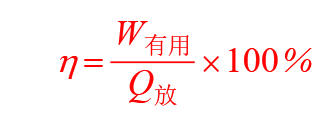 η = W有用 / Q放 × 100%